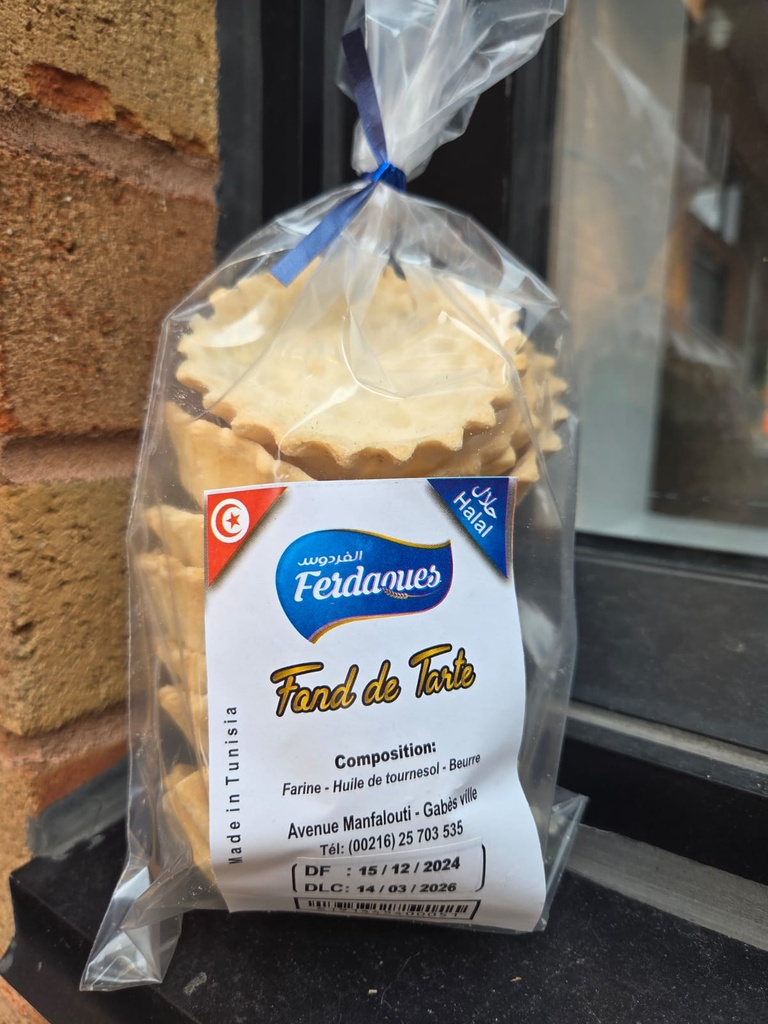 حلال
Halal
الفردوس
Ferdaoues
Fond de Tarte
Made in Tunisia
Composition:
Farine - Huile de tournesol - Beurre
Avenue Manfalouti - Gabès ville
Tél: (00216) 25 703 535
DF : 15 / 12 / 2024
DLC: 14 / 03 / 2026